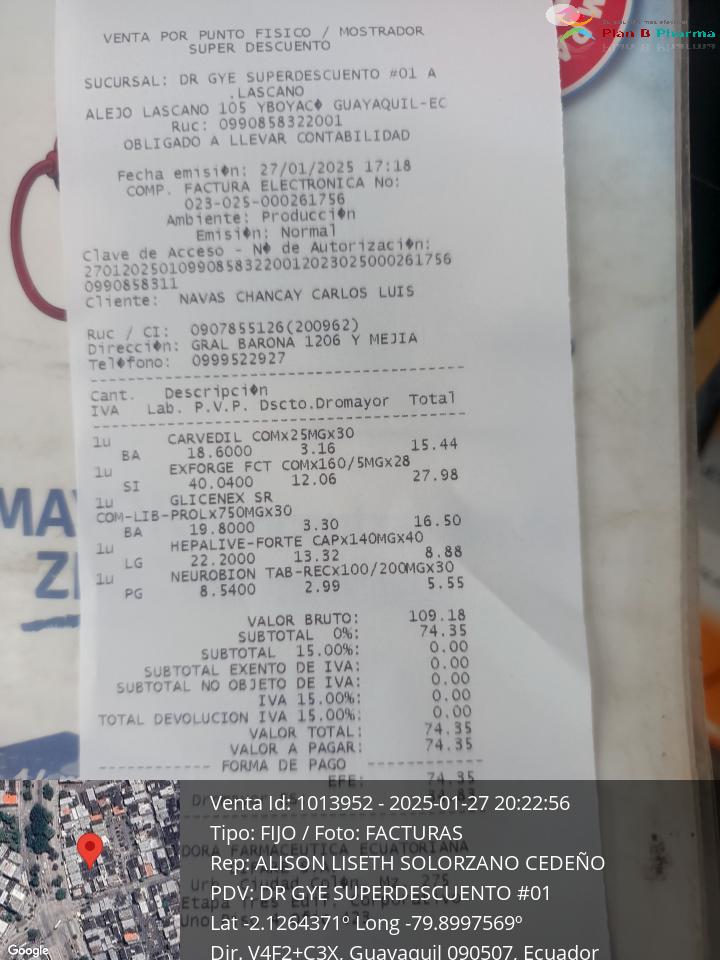 Plan B Pharma
VENTA POR PUNTO FISICO / MOSTRADOR
SUPER DESCUENTO
SUCURSAL: DR GYE SUPERDESCUENTO #01 A
.LASCANO
ALEJO LASCANO 105 YBOYAC� GUAYAQUIL-EC
Ruc: 0990858322001
OBLIGADO A LLEVAR CONTABILIDAD
Fecha emisi�n: 27/01/2025 17:18
COMP. FACTURA ELECTRONICA No:
023-025-000261756
Ambiente: Producci�n
Emisi�n: Normal
Clave de Acceso - N� de Autorizaci�n:
270120250109908583220012023025000261756
0990858311
Cliente: NAVAS CHANCAY CARLOS LUIS
Ruc / CI: 0907855126(200962)
Direcci�n: GRAL BARONA 1206 Y MEJIA
Tel�fono: 0999522927
Cant. Descripci�n
IVA Lab. P.V.P. Dscto.Dromayor Total
1u CARVEDIL COMx25MGx30
BA 18.6000 3.16 15.44
1u EXFORGE FCT COMx160/5MGx28
SI 40.0400 12.06 27.98
1u GLICENEX SR
COM-LIB-PROLx750MGx30
BA 19.8000 3.30 16.50
1u HEPALIVE-FORTE CAPx140MGx40
LG 22.2000 13.32 8.88
1u NEUROBION TAB-RECx100/200MGx30
PG 8.5400 2.99 5.55
VALOR BRUTO: 109.18
SUBTOTAL 0%: 74.35
SUBTOTAL 15.00%: 0.00
SUBTOTAL EXENTO DE IVA: 0.00
SUBTOTAL NO OBJETO DE IVA: 0.00
IVA 15.00%: 0.00
TOTAL DEVOLUCION IVA 15.00%: 0.00
VALOR TOTAL: 74.35
VALOR A PAGAR: 74.35
---------- FORMA DE PAGO ----------
EFE: 74.35
DORA FARMACEUTICA ECUATORIANA
Venta Id: 1013952 - 2025-01-27 20:22:56
Tipo: FIJO / Foto: FACTURAS
Rep: ALISON LISETH SOLORZANO CEDEÑO
PDV: DR GYE SUPERDESCUENTO #01
Lat -2.1264371º Long -79.8997569º
Dir. V4F2+C3X, Guayaquil 090507, Ecuador
Google